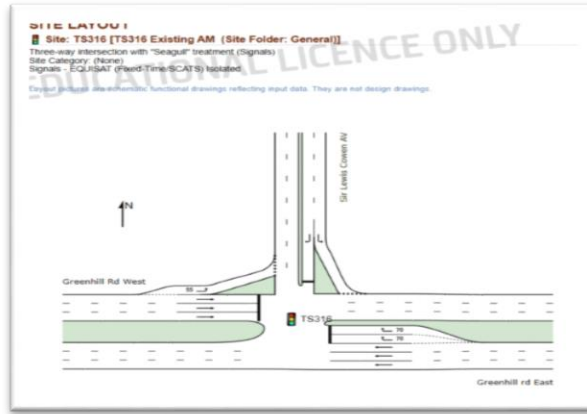 SITE LAYOUT
Site: TS316 [TS316 Existing AM (Site Folder: General)]
Three-way intersection with "Seagull" treatment (Signals)
Site Category: (None)
Signals - EQUISAT (Fixed-Time/SCATS) Isolated
EDUCATIONAL LICENCE ONLY
Layout pictures are schematic functional drawings reflecting input data. They are not design drawings.
Sir Lewis Cowen AV
N
Greenhill Rd West
55
TS316
70
70
Greenhill rd East